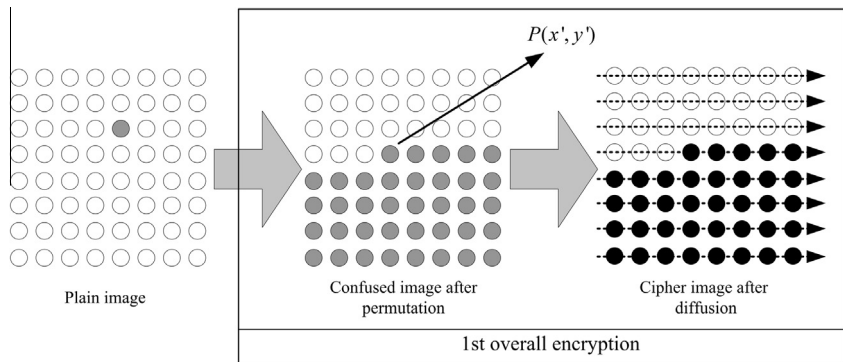 P(x', y')
Plain image
Confused image after
permutation
Cipher image after
diffusion
1st overall encryption